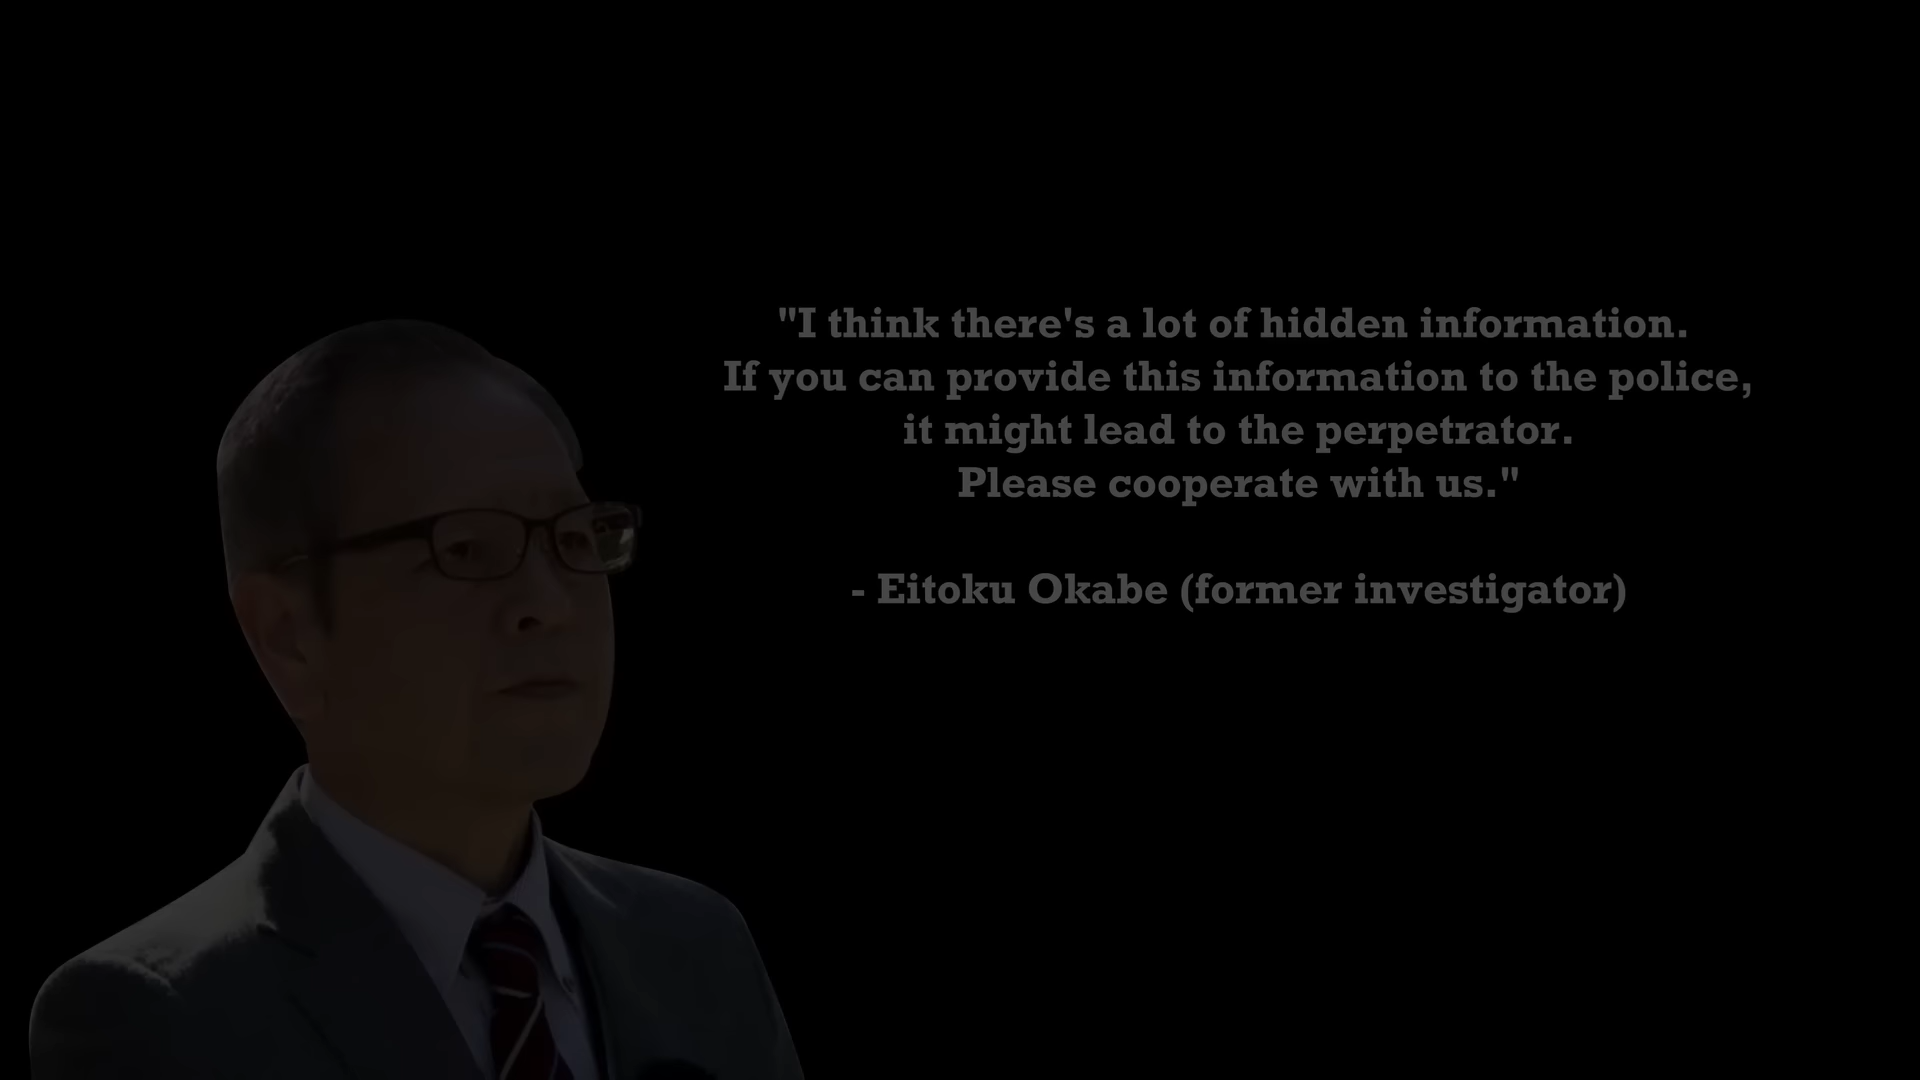 "I think there's a lot of hidden information.
If you can provide this information to the police,
it might lead to the perpetrator.
Please cooperate with us."
- Eitoku Okabe (former investigator)